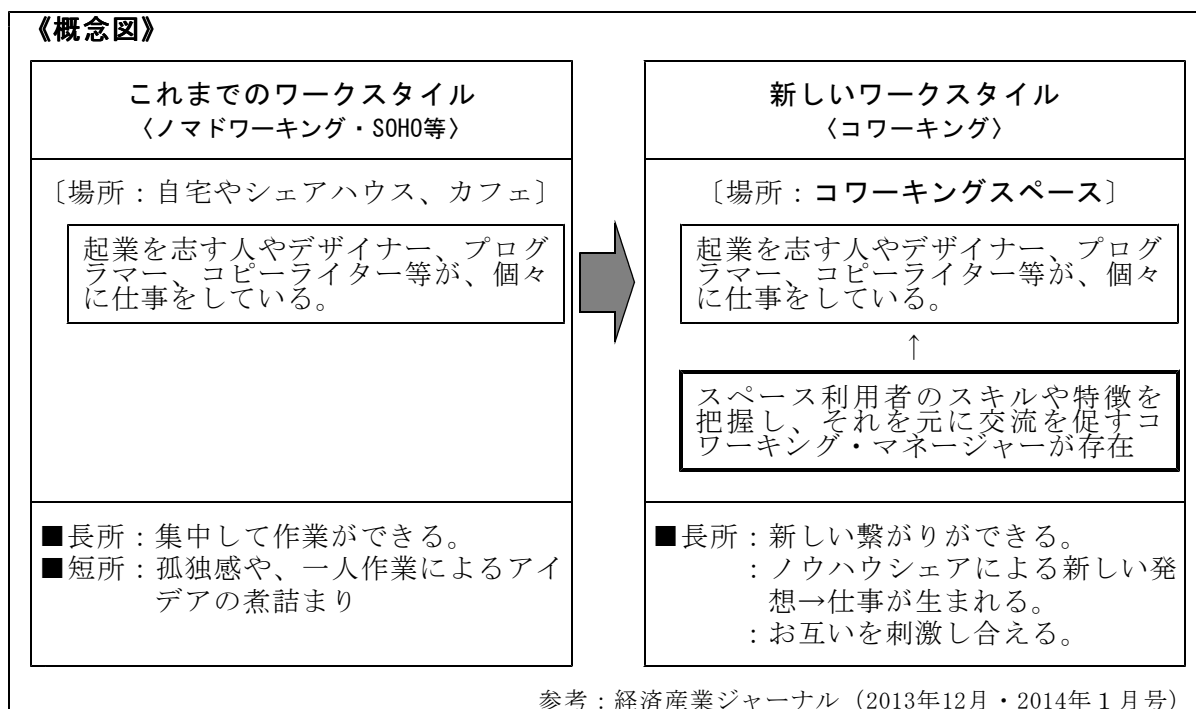 《概念図》
これまでのワークスタイル
〈ノマドワーキング・SOHO等〉
〔場所:自宅やシェアハウス、カフェ〕
起業を志す人やデザイナー、プログ
ラマー、コピーライター等が、個々
に仕事をしている。
■長所:集中して作業ができる。
■短所:孤独感や、一人作業によるアイ
デアの煮詰まり
新しいワークスタイル
〈コワーキング〉
〔場所:コワーキングスペース〕
起業を志す人やデザイナー、プログ
ラマー、コピーライター等が、個々
に仕事をしている。
↑
スペース利用者のスキルや特徴を
把握し、それを元に交流を促すコ
ワーキング・マネージャーが存在
■長所:新しい繋がりができる。
:ノウハウシェアによる新しい発
想→仕事が生まれる。
:お互いを刺激し合える。
参考:経済産業ジャーナル(2013年12月・2014年1月号)